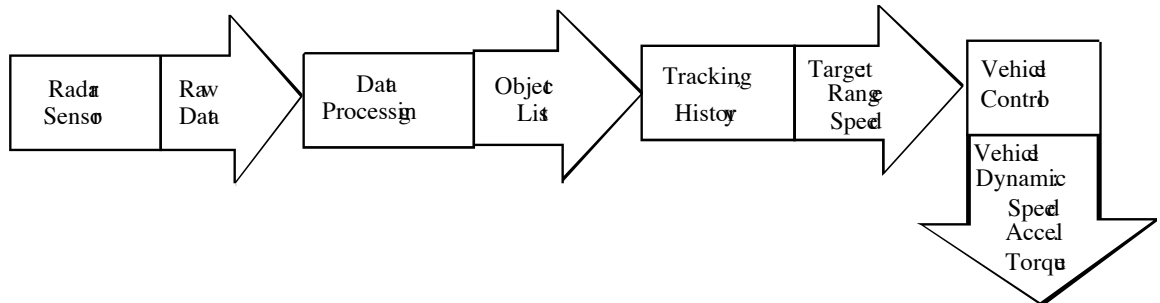 Radar
Sensor
Raw
Data
Data
Processing
Object
List
Tracking,
History
Target:
Range
Speed
Vehicle
Control
Vehicle
Dynamic:
Speed
Accel.
Torque